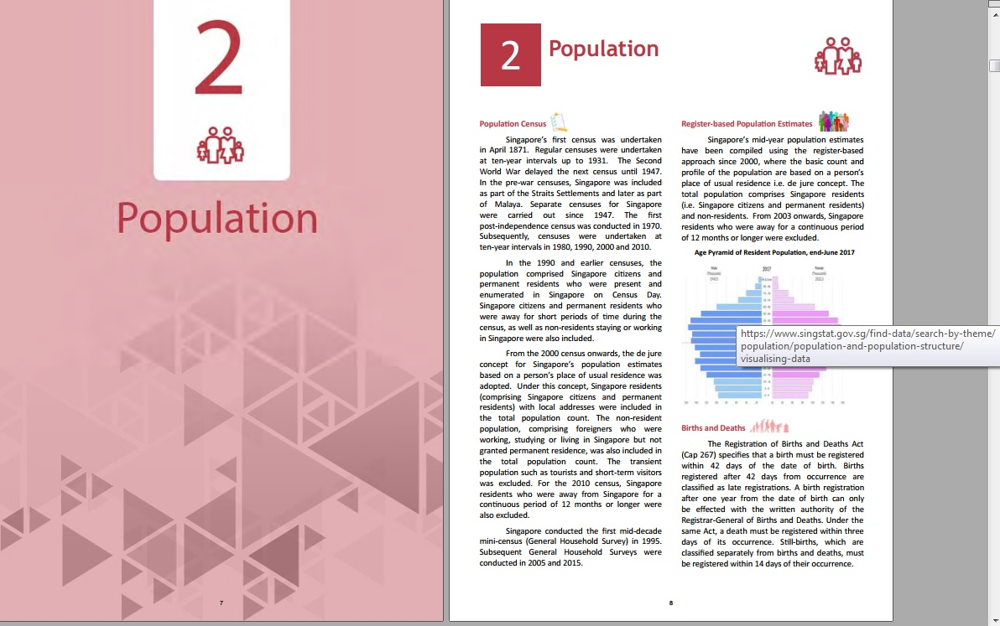 2
Population
7
2
Population
Population Census
Singapore's first census was undertaken
in April 1871. Regular censuses were undertaken
at ten-year intervals up to 1931. The Second
World War delayed the next census until 1947.
In the pre-war censuses, Singapore was included
as part of the Straits Settlements and later as part
of Malaya. Separate censuses for Singapore
were carried out since 1947. The first
post-independence census was conducted in 1970.
Subsequently, censuses were undertaken at
ten-year intervals in 1980, 1990, 2000 and 2010.
In the 1990 and earlier censuses, the
population comprised Singapore citizens and
permanent residents who were present and
enumerated in Singapore on Census Day.
Singapore citizens and permanent residents who
were away for short periods of time during the
census, as well as non-residents staying or working
in Singapore were also included.
From the 2000 census onwards, the de jure
concept for Singapore's population estimates
based on a person's place of usual residence was
adopted. Under this concept, Singapore residents
(comprising Singapore citizens and permanent
residents) with local addresses were included in
the total population count. The non-resident
population, comprising foreigners who were
working, studying or living in Singapore but not
granted permanent residence, was also included in
the total population count. The transient
population such as tourists and short-term visitors
was excluded. For the 2010 census, Singapore
residents who were away from Singapore for a
continuous period of 12 months or longer were
also excluded.
Singapore conducted the first mid-decade
mini-census (General Household Survey) in 1995.
Subsequent General Household Surveys were
conducted in 2005 and 2015.
Register-based Population Estimates
Singapore's mid-year population estimates
have been compiled using the register-based
approach since 2000, where the basic count and
profile of the population are based on a person's
place of usual residence i.e. de jure concept. The
total population comprises Singapore residents
(i.e. Singapore citizens and permanent residents)
and non-residents. From 2003 onwards, Singapore
residents who were away for a continuous period
of 12 months or longer were excluded.
Age Pyramid of Resident Population, end-June 2017
2017
https://www.singstat.gov.sg/find-data/search-by-theme/
population/population-and-population-structure/
visualising-data
Births and Deaths
The Registration of Births and Deaths Act
(Cap 267) specifies that a birth must be registered
within 42 days of the date of birth. Births
registered after 42 days from occurrence are
classified as late registrations. A birth registration
after one year from the date of birth can only
be effected with the written authority of the
Registrar-General of Births and Deaths. Under the
same Act, a death must be registered within three
days of its occurrence. Still-births, which are
classified separately from births and deaths, must
be registered within 14 days of their occurrence.
8